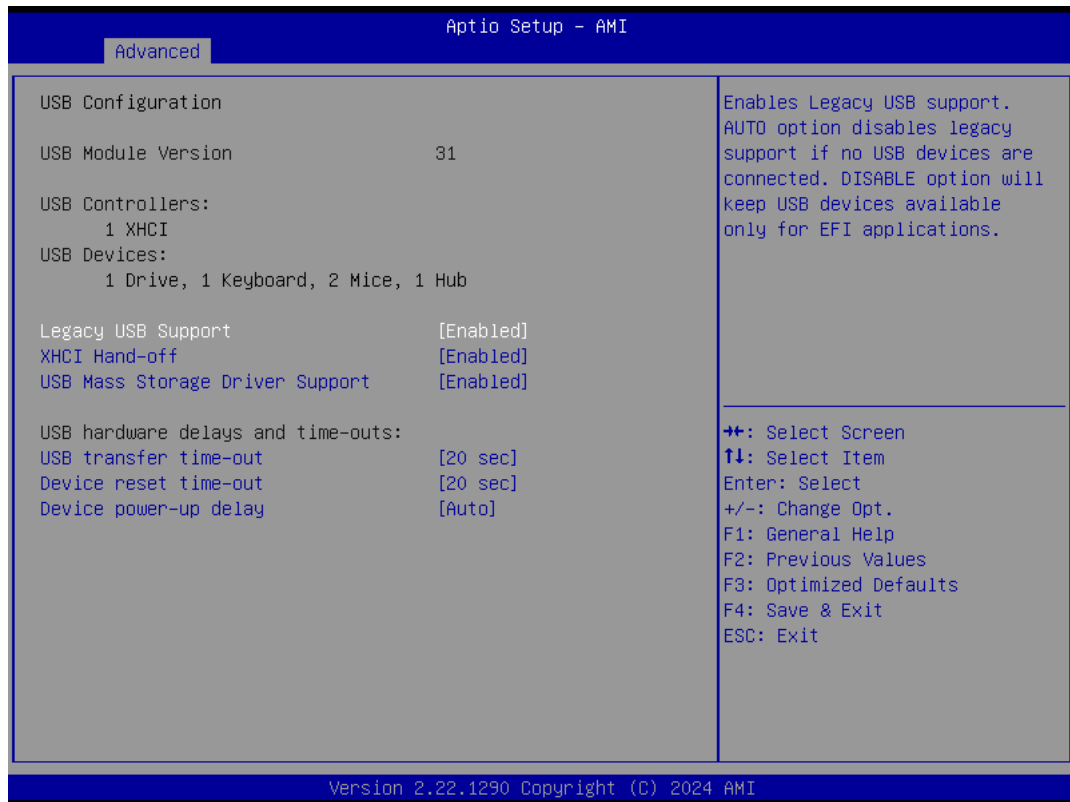 Aptio Setup – AMI
Advanced
USB Configuration
USB Module Version 31
USB Controllers:
1 XHCI
USB Devices:
1 Drive, 1 Keyboard, 2 Mice, 1 Hub
Legacy USB Support [Enabled]
XHCI Hand-off [Enabled]
USB Mass Storage Driver Support [Enabled]
USB hardware delays and time-outs:
USB transfer time-out [20 sec]
Device reset time-out [20 sec]
Device power-up delay [Auto]
Enables Legacy USB support.
AUTO option disables legacy
support if no USB devices are
connected. DISABLE option will
keep USB devices available
only for EFI applications.
→←: Select Screen
↑↓: Select Item
Enter: Select
+/-: Change Opt.
F1: General Help
F2: Previous Values
F3: Optimized Defaults
F4: Save & Exit
ESC: Exit
Version 2.22.1290 Copyright (C) 2024 AMI